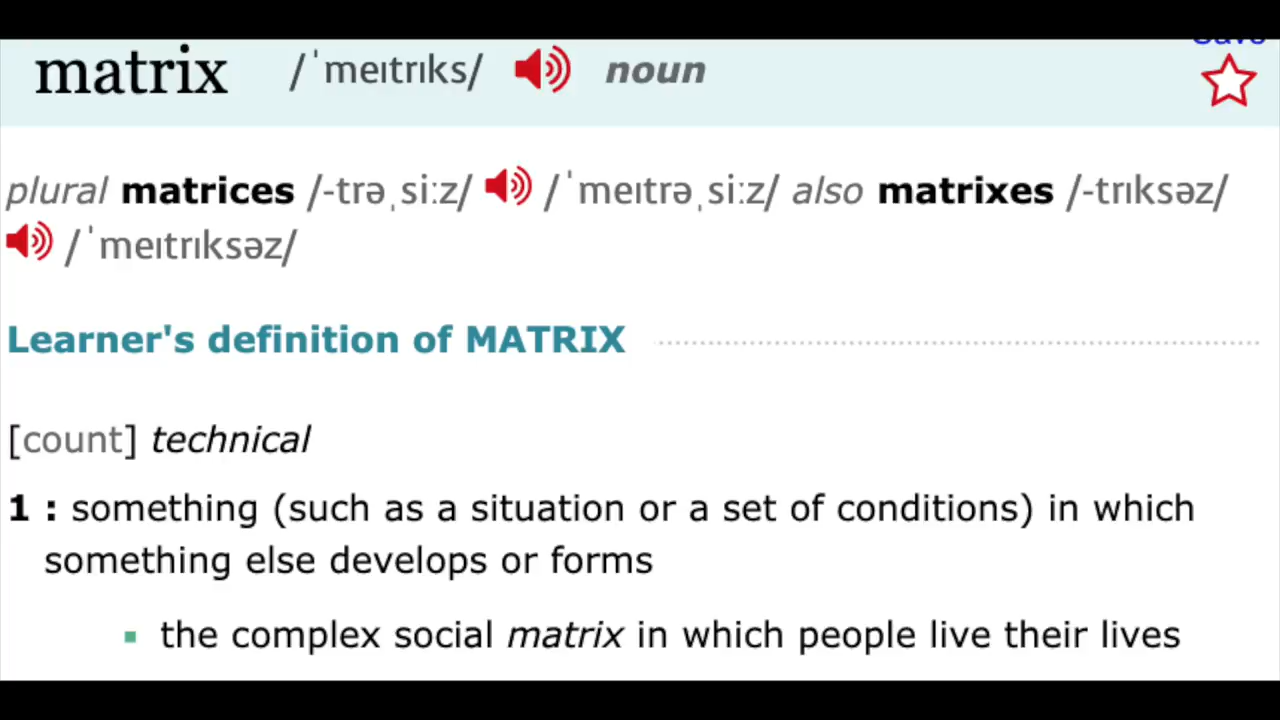 Save
matrix /ˈmeɪtrɪks/ noun
plural matrices /-trəˌsiːz/ /ˈmeɪtrəˌsiːz/ also matrixes /-trɪksəz/
/ˈmeɪtrɪksəz/
Learner's definition of MATRIX
[count] technical
1 : something (such as a situation or a set of conditions) in which
something else develops or forms
▪ the complex social matrix in which people live their lives